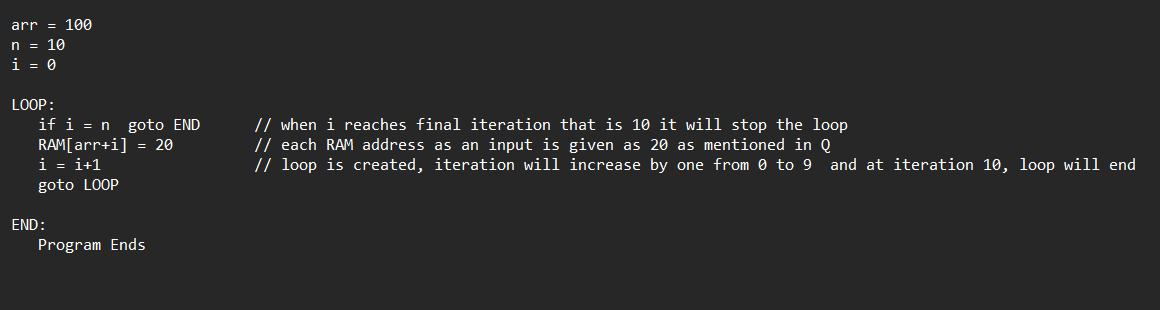 arr = 100
n = 10
i = 0
LOOP:
if i = n  goto END      // when i reaches final iteration that is 10 it will stop the loop
RAM[arr+i] = 20         // each RAM address as an input is given as 20 as mentioned in Q
i = i+1                 // loop is created, iteration will increase by one from 0 to 9  and at iteration 10, loop will end
goto LOOP
END:
Program Ends